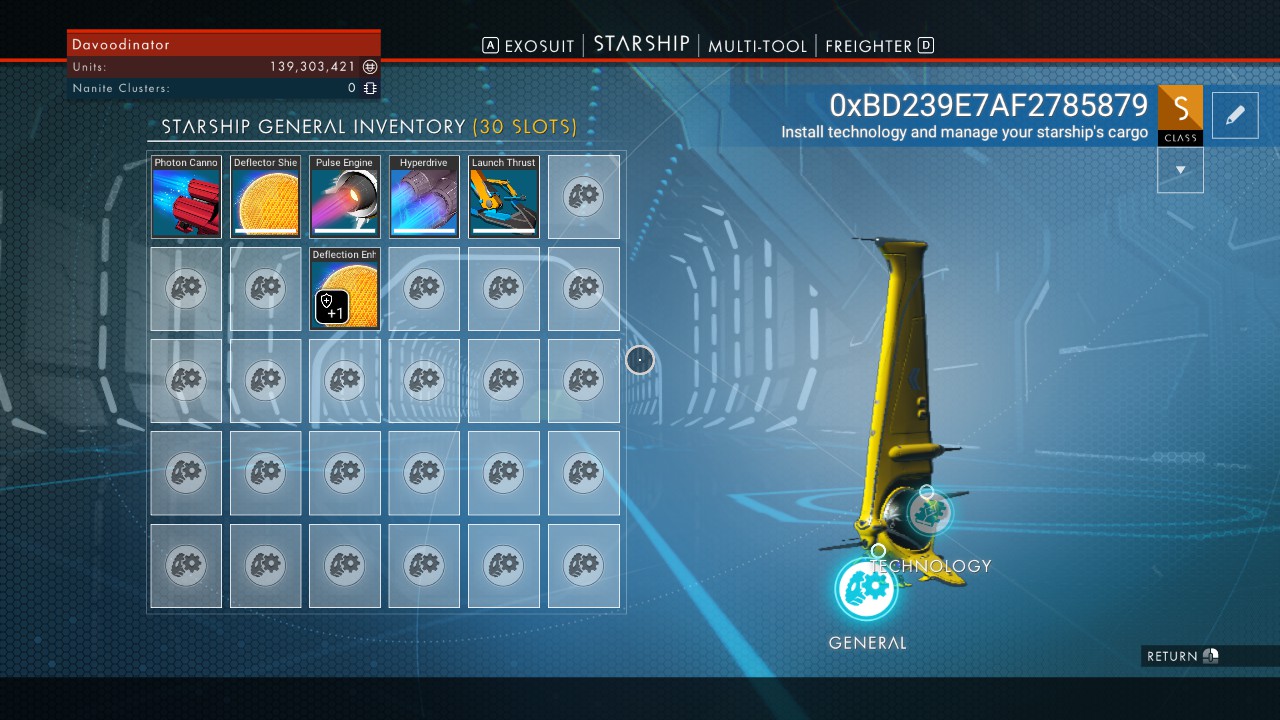 Davoodinator
Units: 139,303,421
Nanite Clusters: 0
A EXOSUIT STARSHIP MULTI-TOOL FREIGHTER D
0xBD239E7AF2785879
Install technology and manage your starship's cargo
S
CLASS
STARSHIP GENERAL INVENTORY (30 SLOTS)
Photon Canno Deflector Shie Pulse Engine Hyperdrive Launch Thrust
Deflection Enh
+1
TECHNOLOGY
GENERAL
RETURN